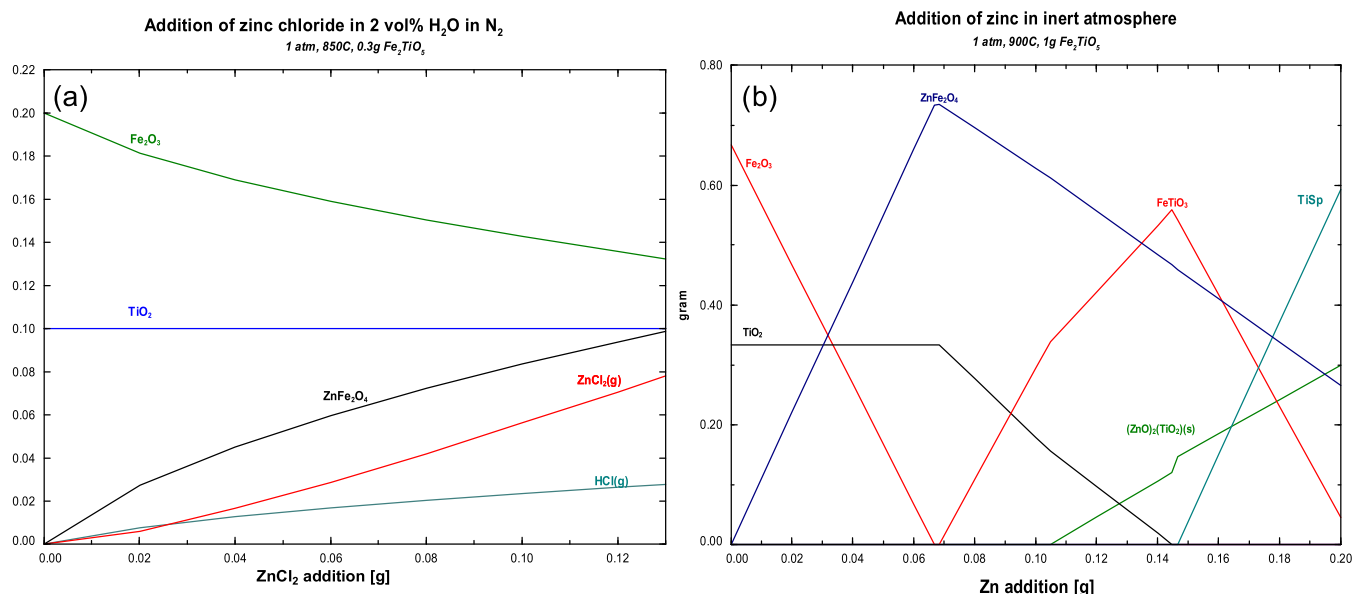 Addition of zinc chloride in 2 vol% H₂O in N₂
1 atm, 850C, 0.3g Fe₂TiO₅
(a)
0.22
0.20
0.18
0.16
0.14
0.12
0.10
0.08
0.06
0.04
0.02
0.00
Fe₂O₃
TiO₂
ZnFe₂O₄
ZnCl₂(g)
HCl(g)
0.00 0.02 0.04 0.06 0.08 0.10 0.12
ZnCl₂ addition [g]
Addition of zinc in inert atmosphere
1 atm, 900C, 1g Fe₂TiO₅
(b)
gram
0.80
0.60
0.40
0.20
0.00
ZnFe₂O₄
Fe₂O₃
TiO₂
FeTiO₃
TiSp
(ZnO)₂(TiO₂)(s)
0.00 0.02 0.04 0.06 0.08 0.10 0.12 0.14 0.16 0.18 0.20
Zn addition [g]